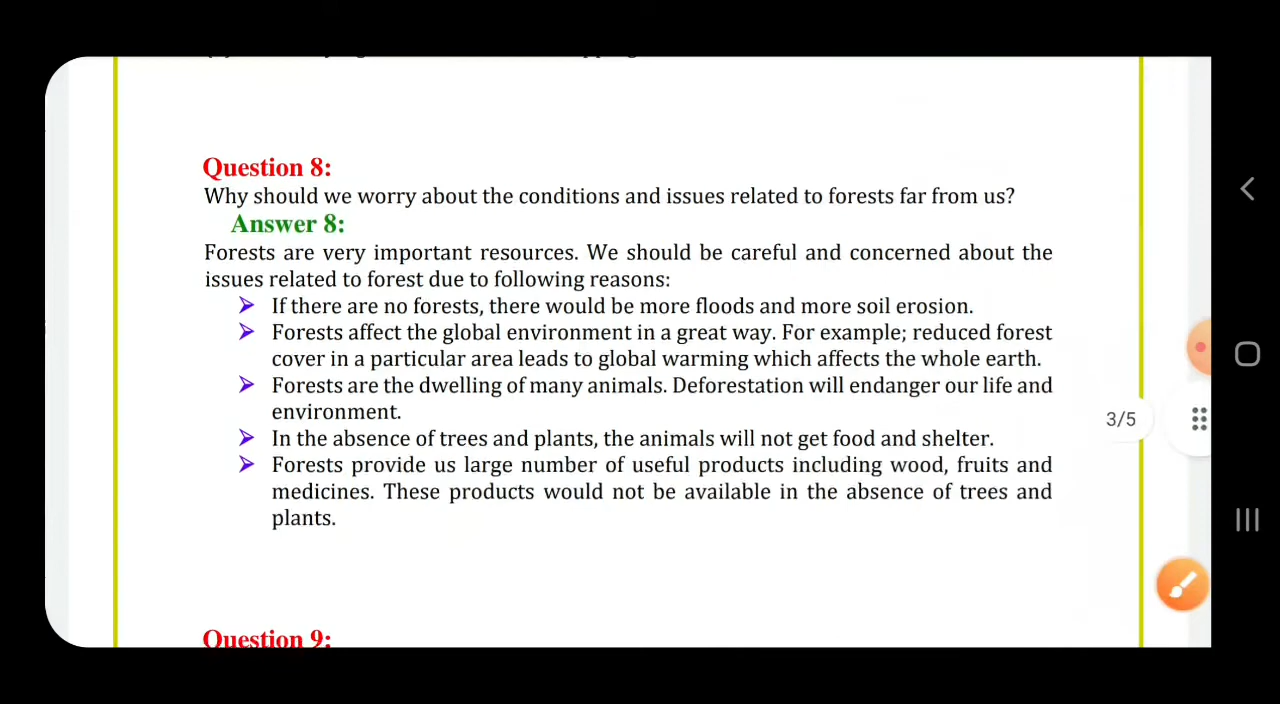 Question 8:
Why should we worry about the conditions and issues related to forests far from us?
Answer 8:
Forests are very important resources. We should be careful and concerned about the
issues related to forest due to following reasons:
➢ If there are no forests, there would be more floods and more soil erosion.
➢ Forests affect the global environment in a great way. For example; reduced forest
cover in a particular area leads to global warming which affects the whole earth.
➢ Forests are the dwelling of many animals. Deforestation will endanger our life and
environment.
➢ In the absence of trees and plants, the animals will not get food and shelter.
➢ Forests provide us large number of useful products including wood, fruits and
medicines. These products would not be available in the absence of trees and
plants.
3/5
Question 9: